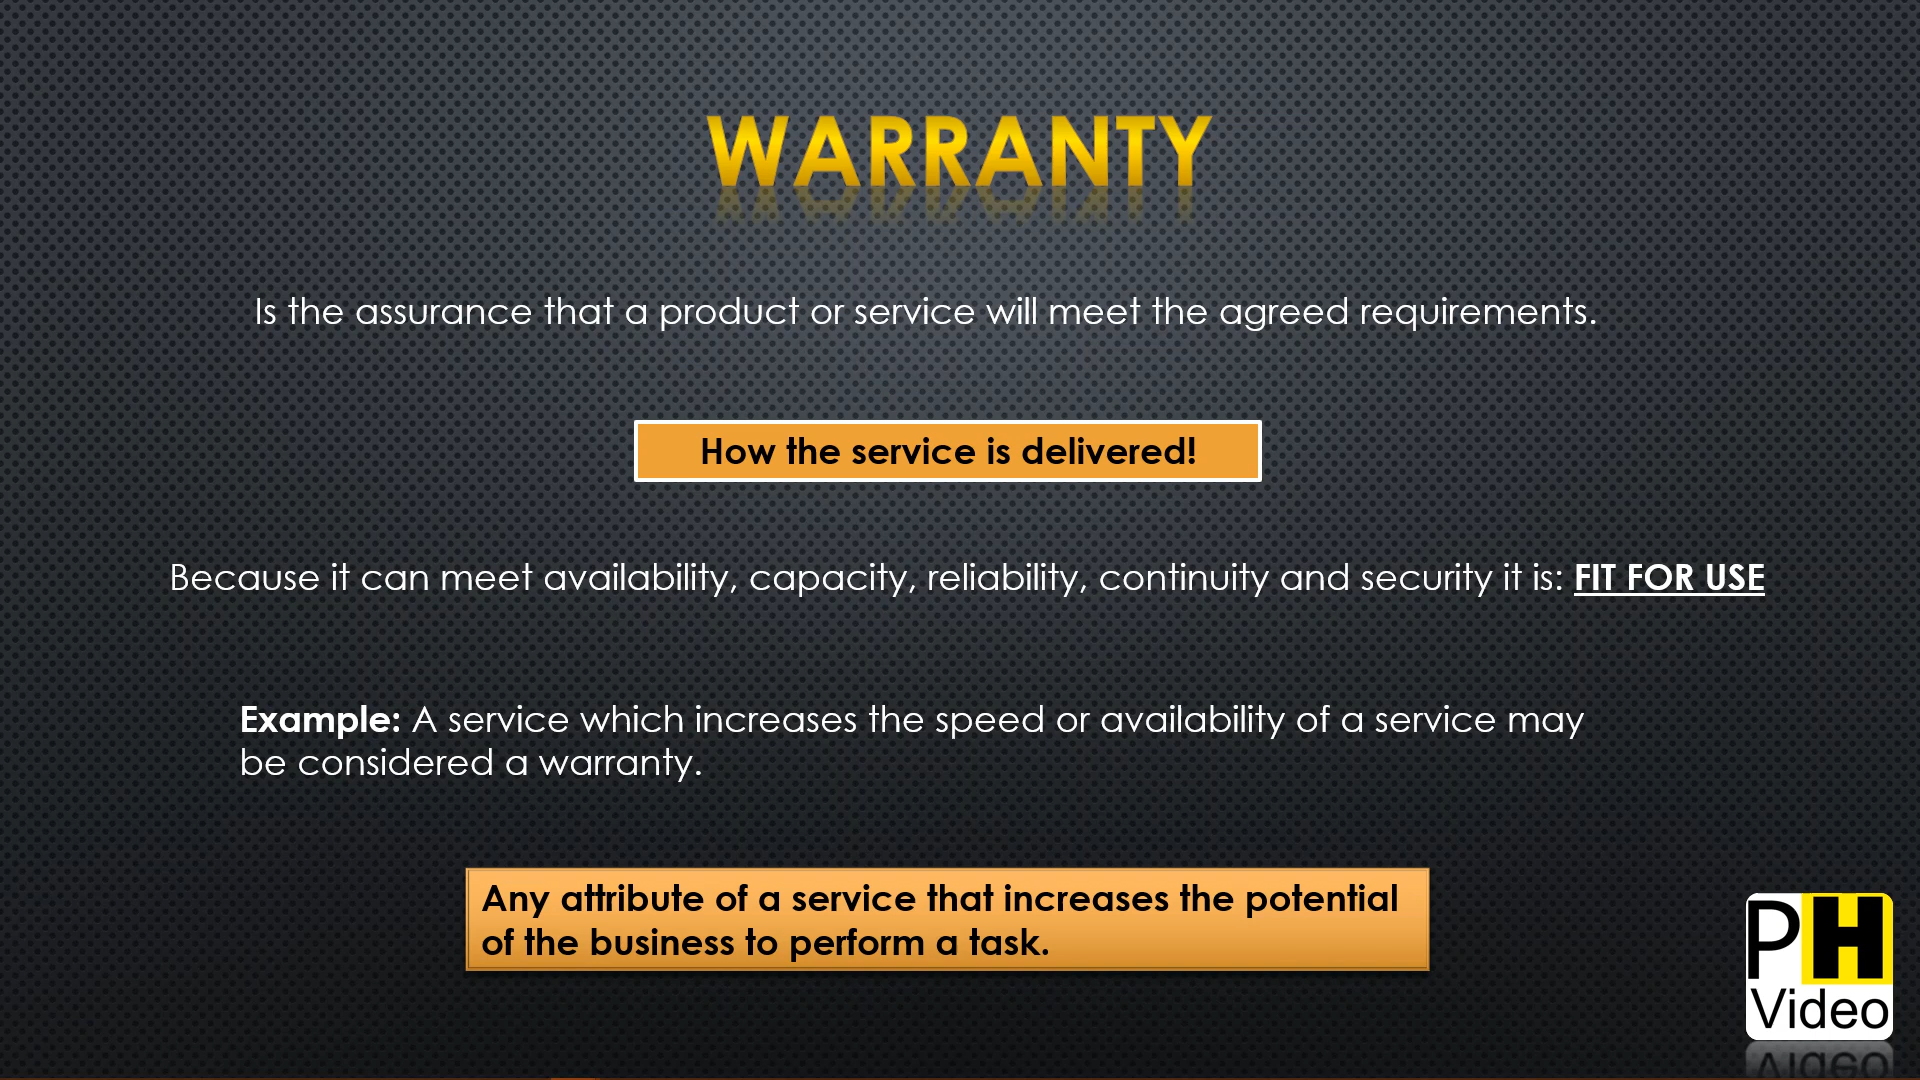 WARRANTY
Is the assurance that a product or service will meet the agreed requirements.
How the service is delivered!
Because it can meet availability, capacity, reliability, continuity and security it is: FIT FOR USE
Example: A service which increases the speed or availability of a service may
be considered a warranty.
Any attribute of a service that increases the potential
of the business to perform a task.
PH
Video